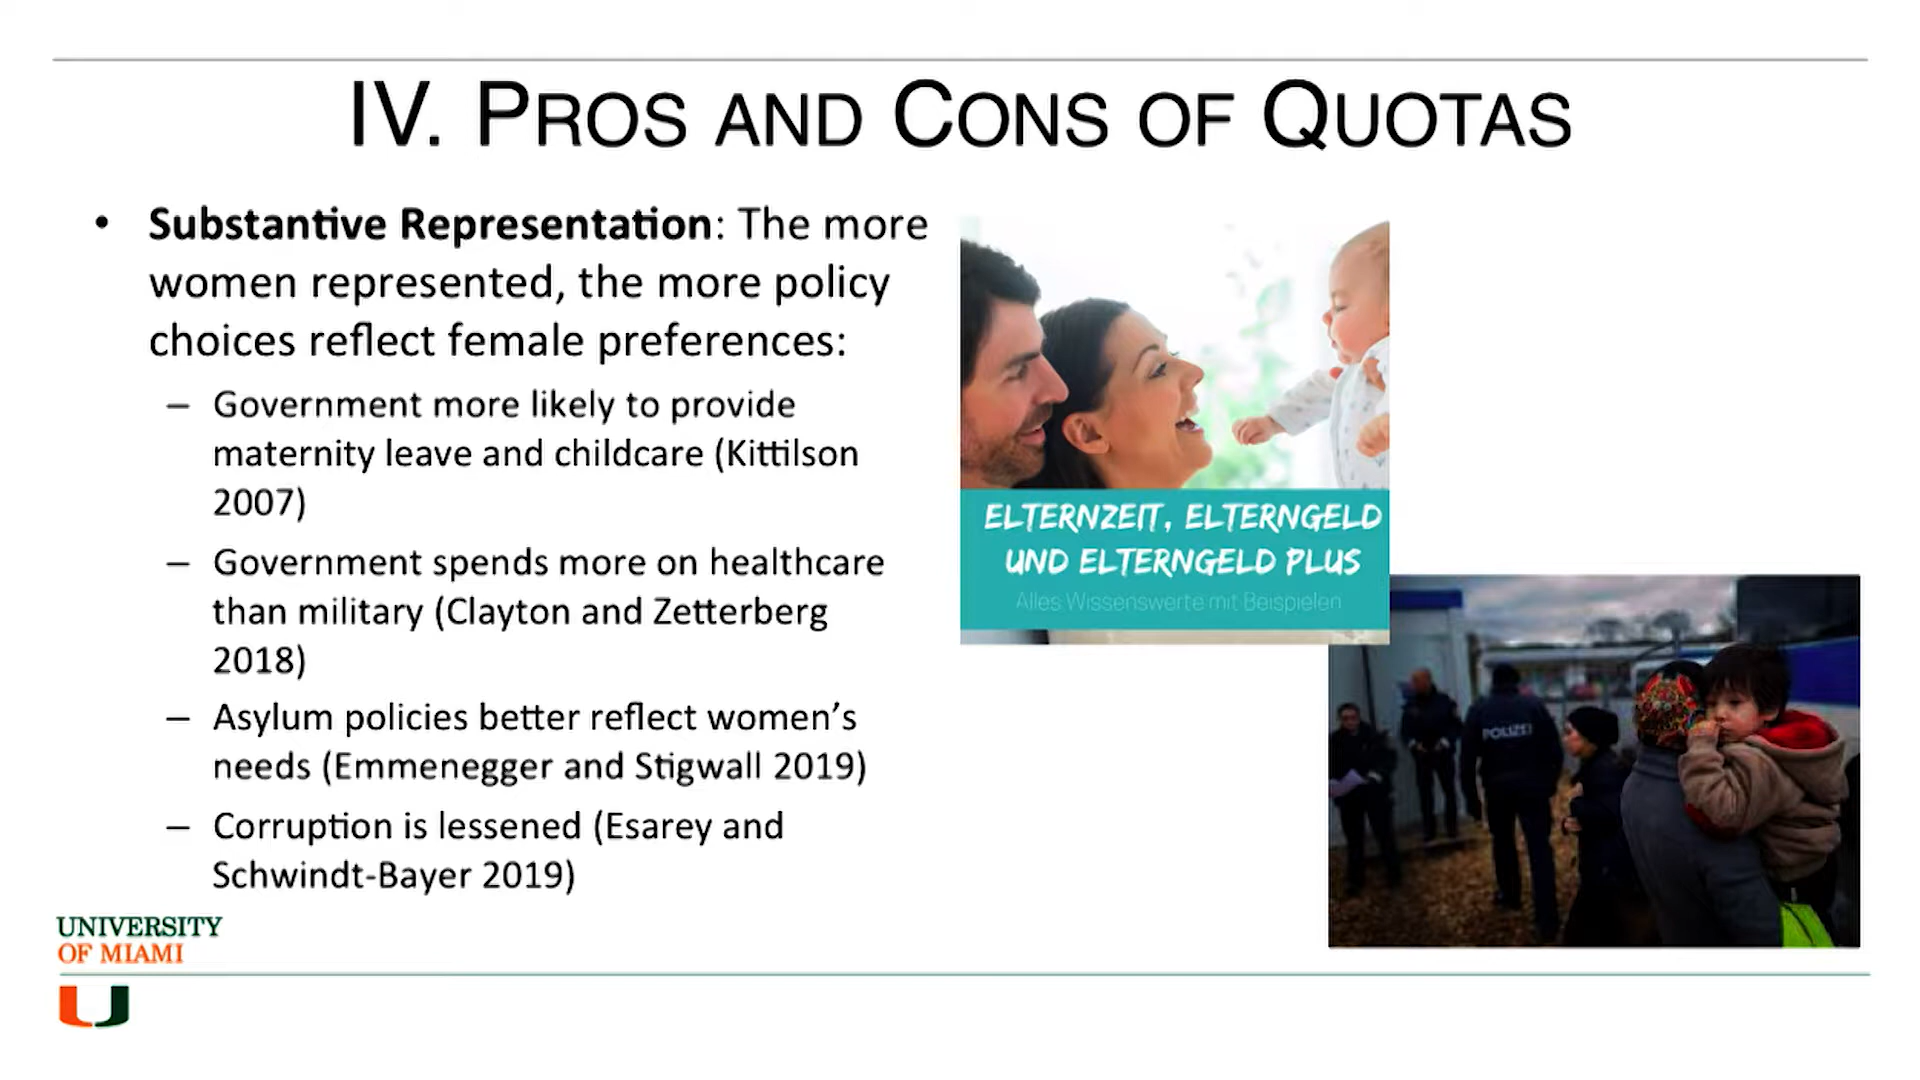 IV. PROS AND CONS OF QUOTAS
• Substantive Representation: The more
women represented, the more policy
choices reflect female preferences:
– Government more likely to provide
maternity leave and childcare (Kittilson
2007)
– Government spends more on healthcare
than military (Clayton and Zetterberg
2018)
– Asylum policies better reflect women’s
needs (Emmenegger and Stigwall 2019)
– Corruption is lessened (Esarey and
Schwindt-Bayer 2019)
ELTERNZEIT, ELTERNGELD
UND ELTERNGELD PLUS
Alles Wissenswerte mit Beispielen
POLIZEI
UNIVERSITY
OF MIAMI